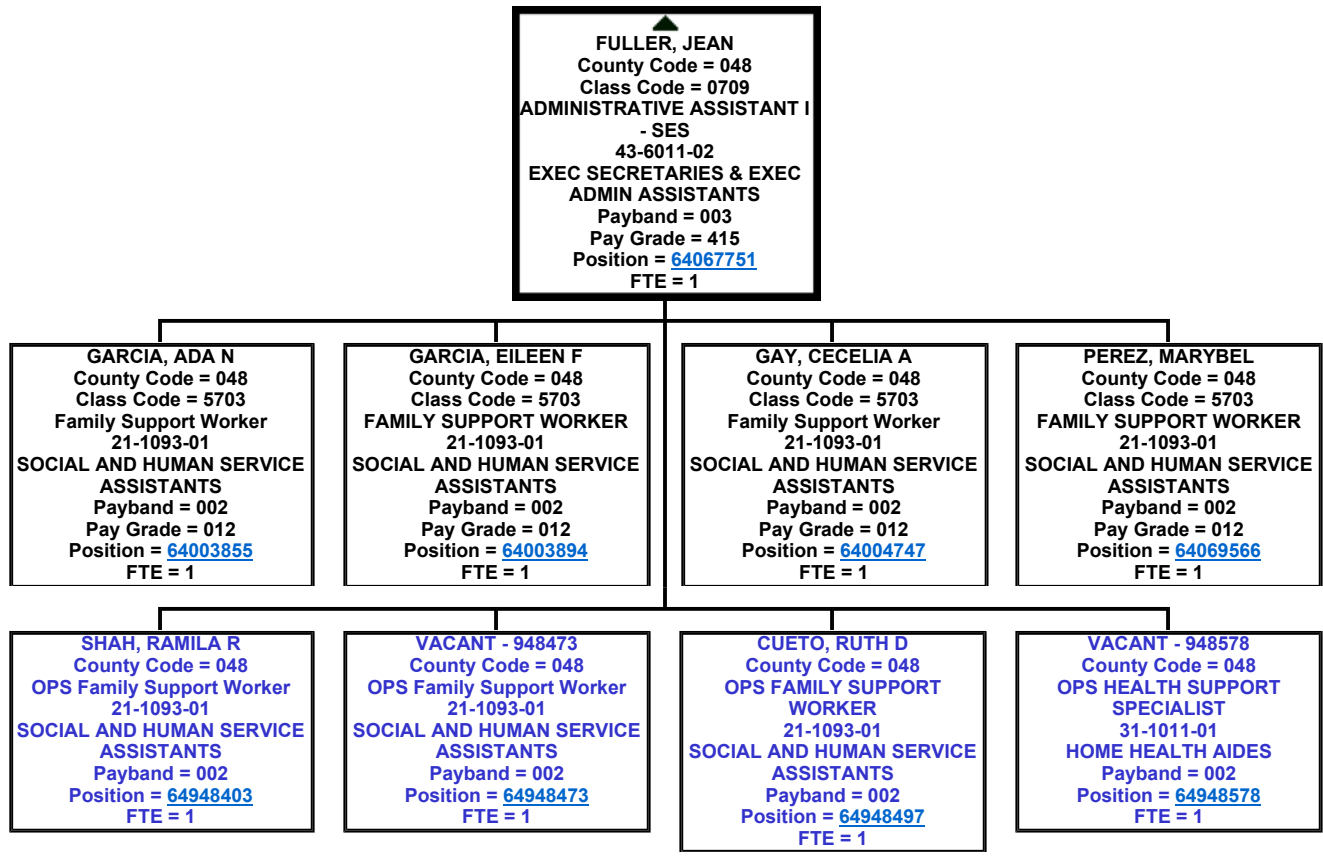 FULLER, JEAN
County Code = 048
Class Code = 0709
ADMINISTRATIVE ASSISTANT I
- SES
43-6011-02
EXEC SECRETARIES & EXEC
ADMIN ASSISTANTS
Payband = 003
Pay Grade = 415
Position = 64067751
FTE = 1
GARCIA, ADA N
County Code = 048
Class Code = 5703
Family Support Worker
21-1093-01
SOCIAL AND HUMAN SERVICE
ASSISTANTS
Payband = 002
Pay Grade = 012
Position = 64003855
FTE = 1
GARCIA, EILEEN F
County Code = 048
Class Code = 5703
FAMILY SUPPORT WORKER
21-1093-01
SOCIAL AND HUMAN SERVICE
ASSISTANTS
Payband = 002
Pay Grade = 012
Position = 64003894
FTE = 1
GAY, CECELIA A
County Code = 048
Class Code = 5703
Family Support Worker
21-1093-01
SOCIAL AND HUMAN SERVICE
ASSISTANTS
Payband = 002
Pay Grade = 012
Position = 64004747
FTE = 1
PEREZ, MARYBEL
County Code = 048
Class Code = 5703
FAMILY SUPPORT WORKER
21-1093-01
SOCIAL AND HUMAN SERVICE
ASSISTANTS
Payband = 002
Pay Grade = 012
Position = 64069566
FTE = 1
SHAH, RAMILA R
County Code = 048
OPS Family Support Worker
21-1093-01
SOCIAL AND HUMAN SERVICE
ASSISTANTS
Payband = 002
Position = 64948403
FTE = 1
VACANT - 948473
County Code = 048
OPS Family Support Worker
21-1093-01
SOCIAL AND HUMAN SERVICE
ASSISTANTS
Payband = 002
Position = 64948473
FTE = 1
CUETO, RUTH D
County Code = 048
OPS FAMILY SUPPORT
WORKER
21-1093-01
SOCIAL AND HUMAN SERVICE
ASSISTANTS
Payband = 002
Position = 64948497
FTE = 1
VACANT - 948578
County Code = 048
OPS HEALTH SUPPORT
SPECIALIST
31-1011-01
HOME HEALTH AIDES
Payband = 002
Position = 64948578
FTE = 1